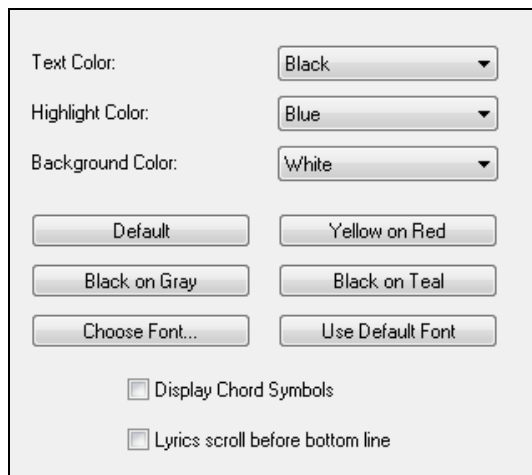 Text Color: Black
Highlight Color: Blue
Background Color: White
Default Yellow on Red
Black on Gray Black on Teal
Choose Font... Use Default Font
Display Chord Symbols
Lyrics scroll before bottom line